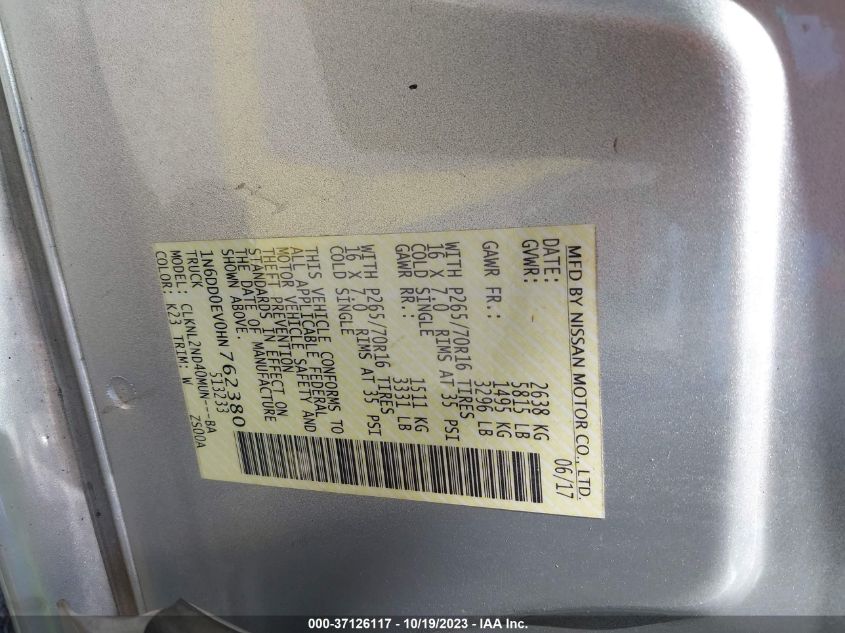 MFD BY NISSAN MOTOR CO., LTD.
DATE: 06/17
GVWR: 2638 KG
5815 LB
GAWR FR.: 1495 KG
3296 LB
WITH P265/70R16 TIRES
16 X 7.0 RIMS AT 35 PSI
COLD SINGLE
GAWR RR.: 1511 KG
3331 LB
WITH P265/70R16 TIRES
16 X 7.0 RIMS AT 35 PSI
COLD SINGLE
THIS VEHICLE CONFORMS TO
ALL APPLICABLE FEDERAL
MOTOR VEHICLE SAFETY AND
THEFT PREVENTION
STANDARDS IN EFFECT ON
THE DATE OF MANUFACTURE
SHOWN ABOVE.
1N6DD0EV0HN762380
TRUCK 513233
MODEL: CLKNL2ND40MUN---BA
COLOR: K23 TRIM: W ZS00A
000-37126117 - 10/19/2023 - IAA Inc.